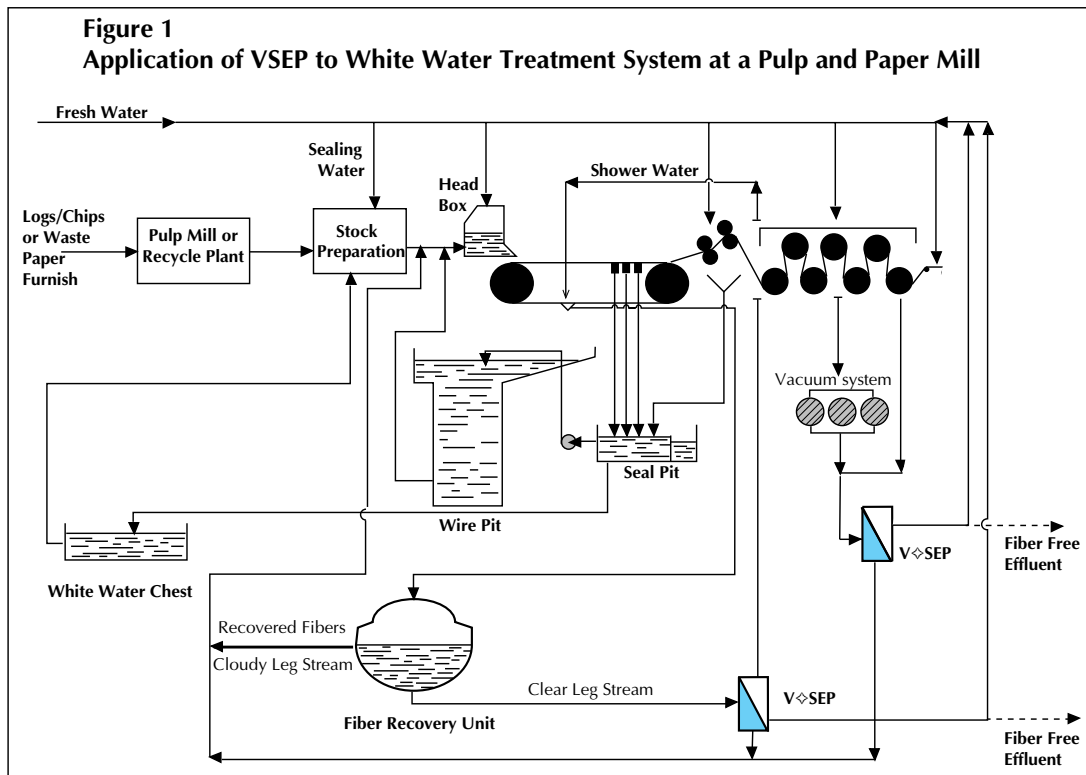 Figure 1
Application of VSEP to White Water Treatment System at a Pulp and Paper Mill
Fresh Water
Sealing
Water
Head
Box
Shower Water
Logs/Chips
or Waste
Paper
Furnish
Pulp Mill or
Recycle Plant
Stock
Preparation
Vacuum system
Seal Pit
Wire Pit
White Water Chest
V✧SEP
Fiber Free
Effluent
Recovered Fibers
Cloudy Leg Stream
Clear Leg Stream
Fiber Recovery Unit
V✧SEP
Fiber Free
Effluent